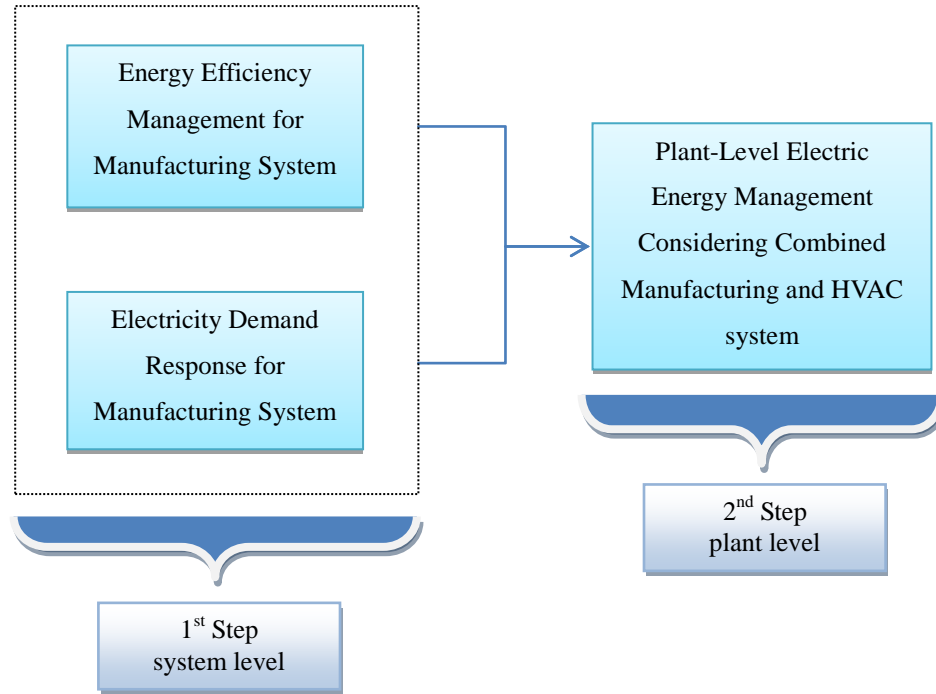 Energy Efficiency
Management for
Manufacturing System
Electricity Demand
Response for
Manufacturing System
1st Step
system level
Plant-Level Electric
Energy Management
Considering Combined
Manufacturing and HVAC
system
2nd Step
plant level